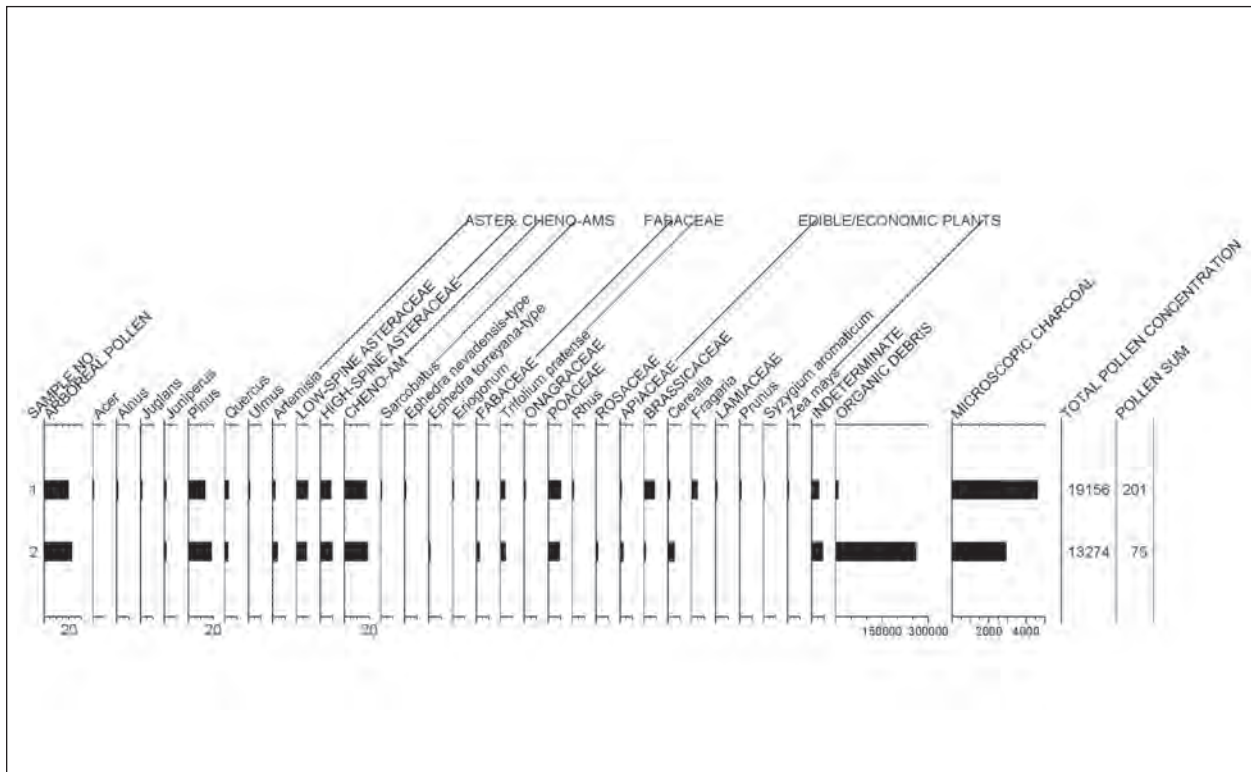 ASTER CHENO-AMS FABACEAE EDIBLE/ECONOMIC PLANTS
SAMPLE NO
ARBOREAL POLLEN
Acer
Alnus
Juglans
Juniperus
Pinus
Quercus
Ulmus
Artemisia
LOW-SPINE ASTERACEAE
HIGH-SPINE ASTERACEAE
CHENO-AM
Sarcobatus
Ephedra nevadensis-type
Ephedra torreyana-type
Eriogonum
FABACEAE
Trifolium pratense
ONAGRACEAE
POACEAE
Rhus
ROSACEAE
APIACEAE
BRASSICACEAE
Cerealia
Fragaria
LAMIACEAE
Prunus
Syzygium aromaticum
Zea mays
INDETERMINATE
ORGANIC DEBRIS
MICROSCOPIC CHARCOAL
TOTAL POLLEN CONCENTRATION
POLLEN SUM
19156 201
2 13274 75
20 20 20 150000 300000 2000 4000